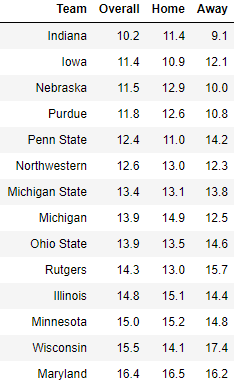 Team Overall Home Away
Indiana 10.2 11.4 9.1
Iowa 11.4 10.9 12.1
Nebraska 11.5 12.9 10.0
Purdue 11.8 12.6 10.8
Penn State 12.4 11.0 14.2
Northwestern 12.6 13.0 12.3
Michigan State 13.4 13.1 13.8
Michigan 13.9 14.9 12.5
Ohio State 13.9 13.5 14.6
Rutgers 14.3 13.0 15.7
Illinois 14.8 15.1 14.4
Minnesota 15.0 15.2 14.8
Wisconsin 15.5 14.1 17.4
Maryland 16.4 16.5 16.2